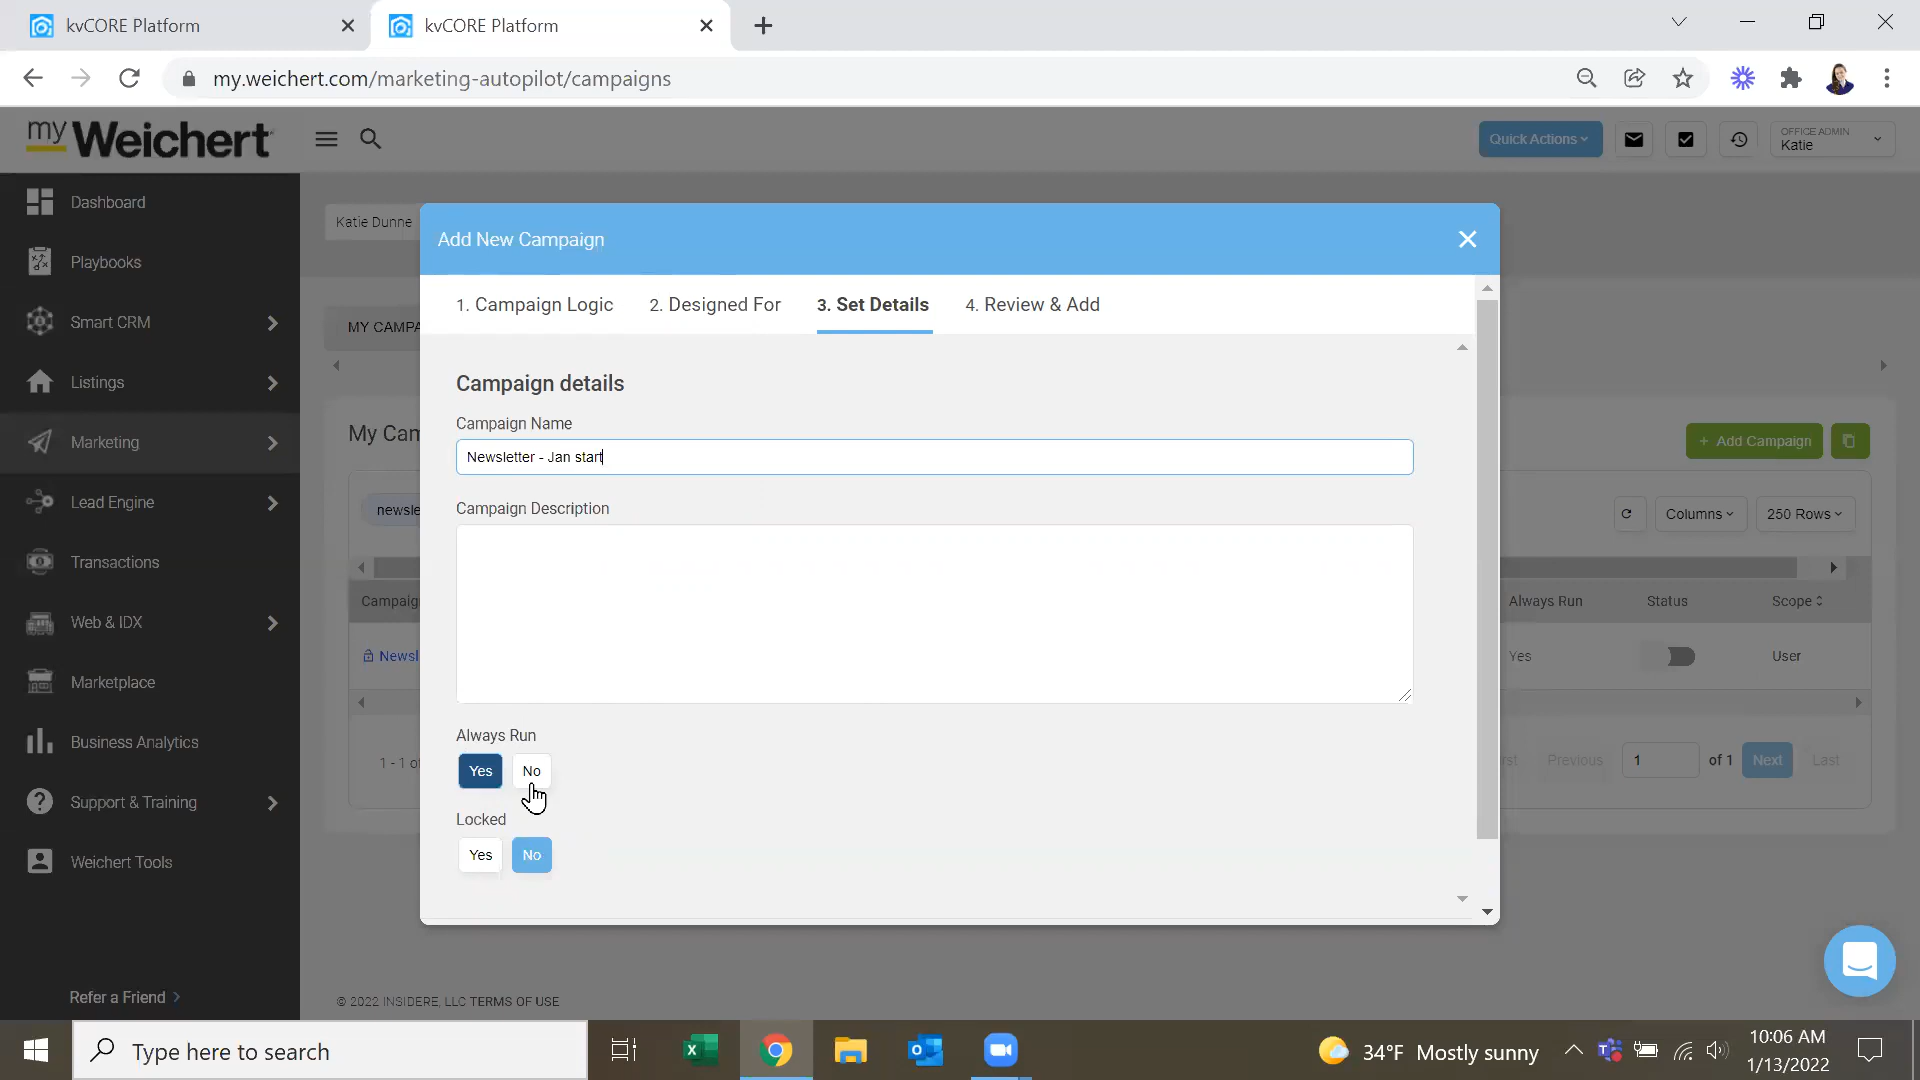 kvCORE Platform
kvCORE Platform
my.weichert.com/marketing-autopilot/campaigns
my Weichert
Quick Actions
OFFICE ADMIN
Katie
Dashboard
Playbooks
Smart CRM
Listings
Marketing
Lead Engine
Transactions
Web & IDX
Marketplace
Business Analytics
Support & Training
Weichert Tools
Refer a Friend
Katie Dunne
MY CAMPA
My Cam
newsle
Campaig
Newsl
1 - 1 o
Add New Campaign
1. Campaign Logic 2. Designed For 3. Set Details 4. Review & Add
Campaign details
Campaign Name
Newsletter - Jan start
Campaign Description
Always Run
Yes No
Locked
Yes No
+ Add Campaign
Columns 250 Rows
Always Run Status Scope
Yes User
Previous 1 of 1 Next Last
© 2022 INSIDERE, LLC TERMS OF USE
Type here to search
34°F Mostly sunny
10:06 AM
1/13/2022